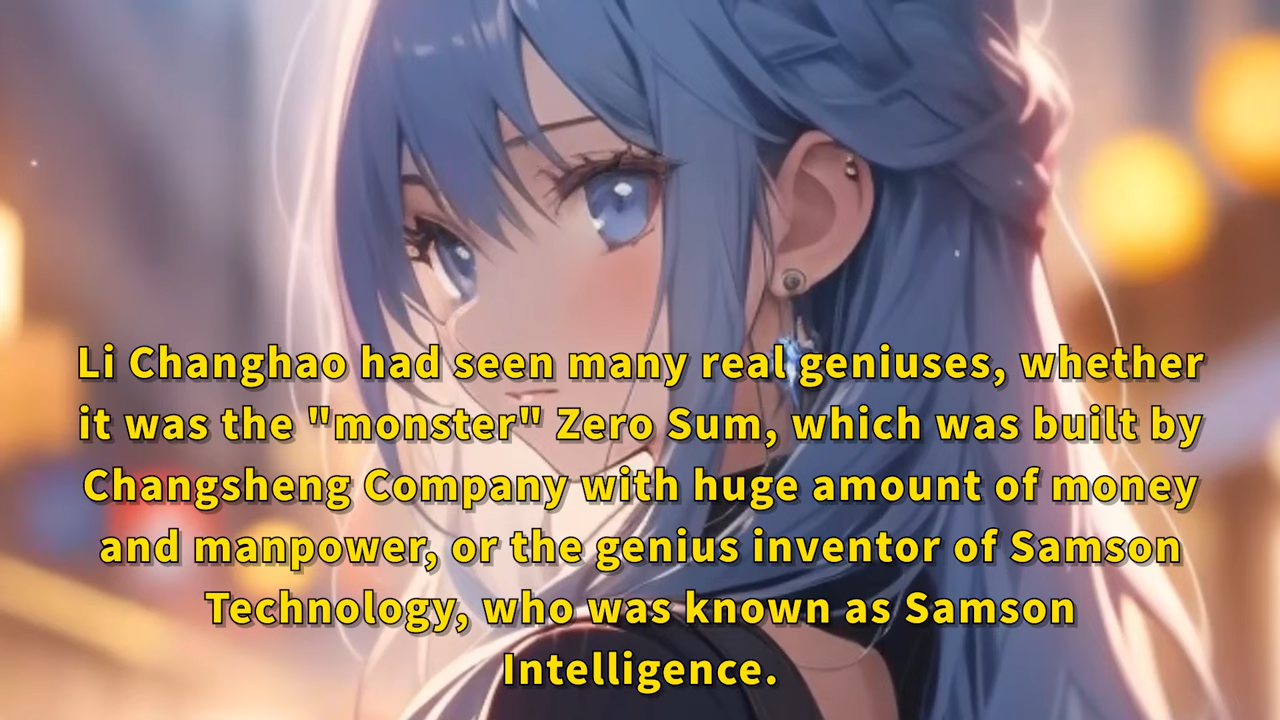 Li Changhao had seen many real geniuses, whether
it was the "monster" Zero Sum, which was built by
Changsheng Company with huge amount of money
and manpower, or the genius inventor of Samson
Technology, who was known as Samson
Intelligence.